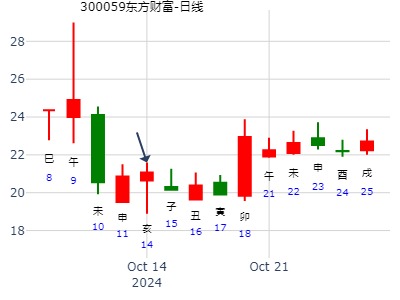 300059东方财富-日线
28
26
24
22
20
18
巳
8
午
9
未
10
申
11
亥
14
子
15
丑
16
寅
17
卯
18
午
21
未
22
申
23
酉
24
戌
25
Oct 14
2024
Oct 21